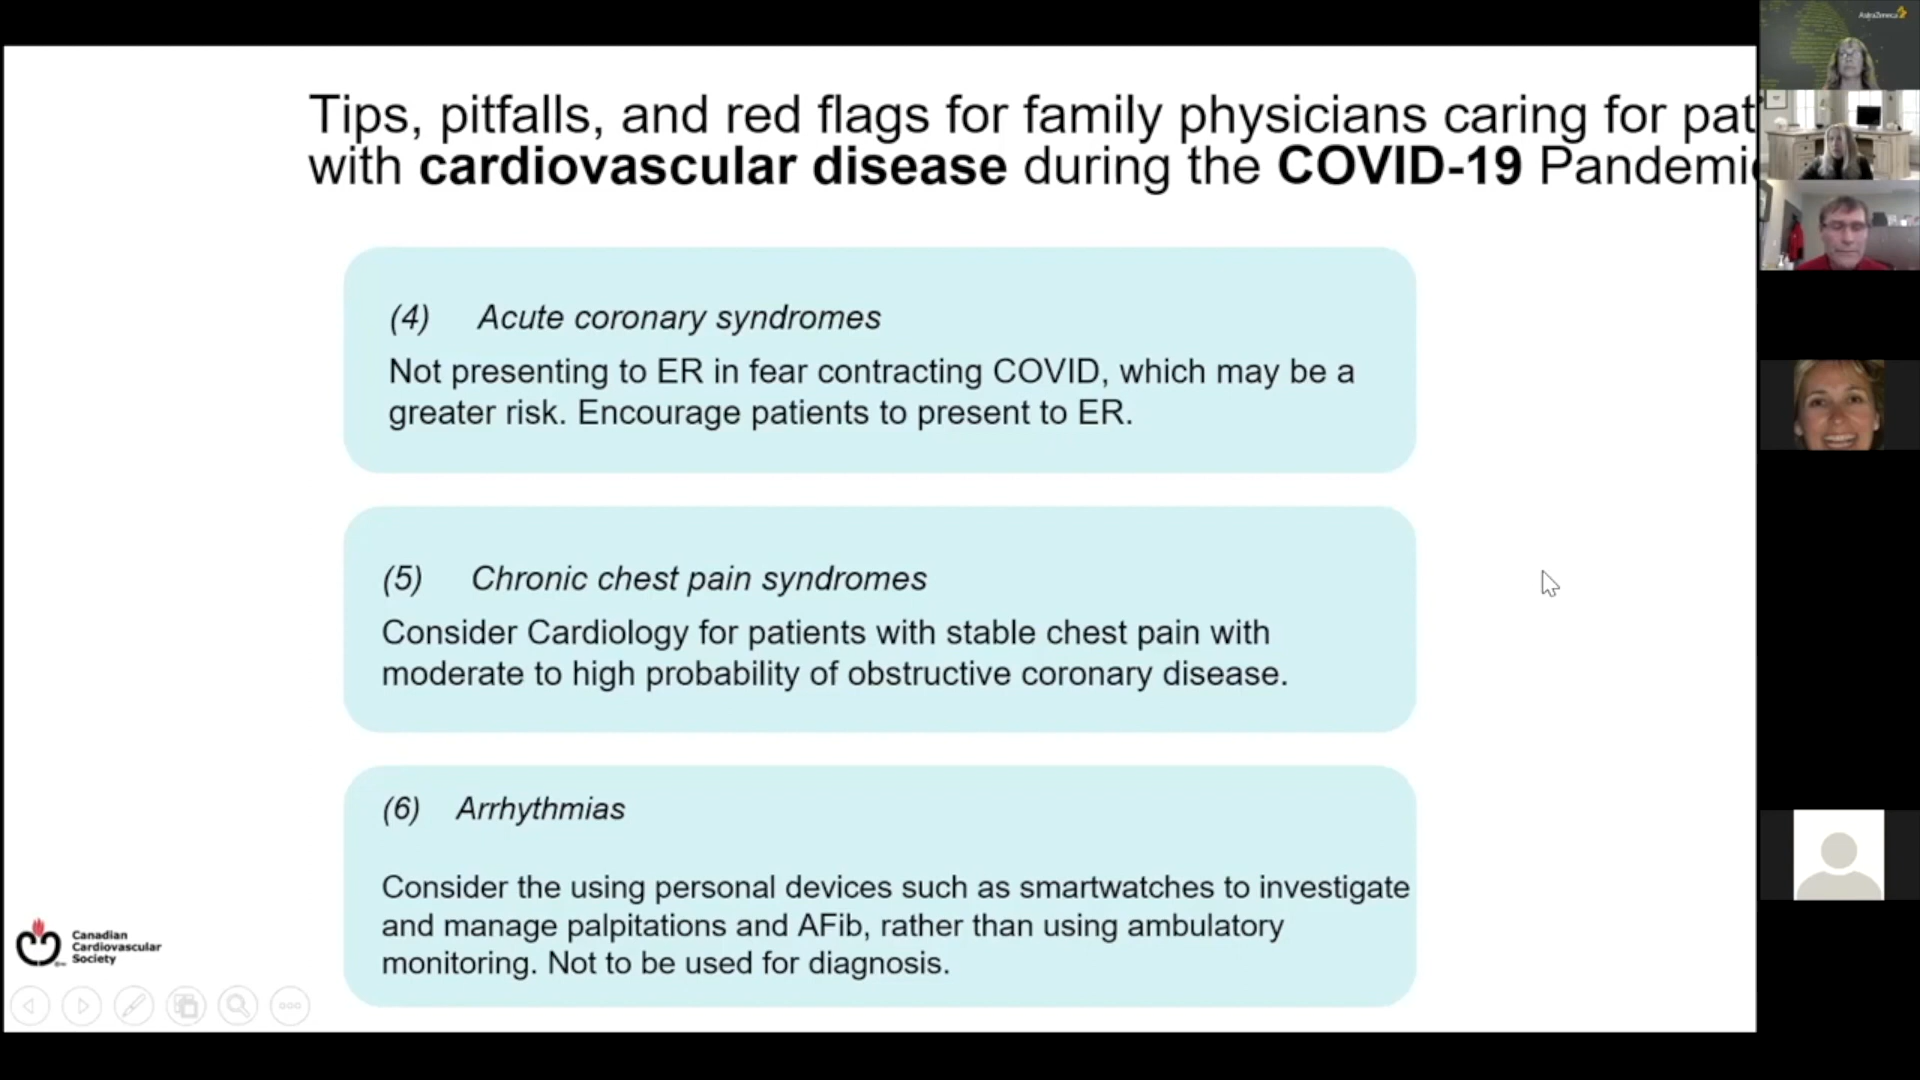 Tips, pitfalls, and red flags for family physicians caring for pat
with cardiovascular disease during the COVID-19 Pandemi
(4) Acute coronary syndromes
Not presenting to ER in fear contracting COVID, which may be a
greater risk. Encourage patients to present to ER.
(5) Chronic chest pain syndromes
Consider Cardiology for patients with stable chest pain with
moderate to high probability of obstructive coronary disease.
(6) Arrhythmias
Consider the using personal devices such as smartwatches to investigate
and manage palpitations and AFib, rather than using ambulatory
monitoring. Not to be used for diagnosis.
Canadian
Cardiovascular
Society
AstraZeneca